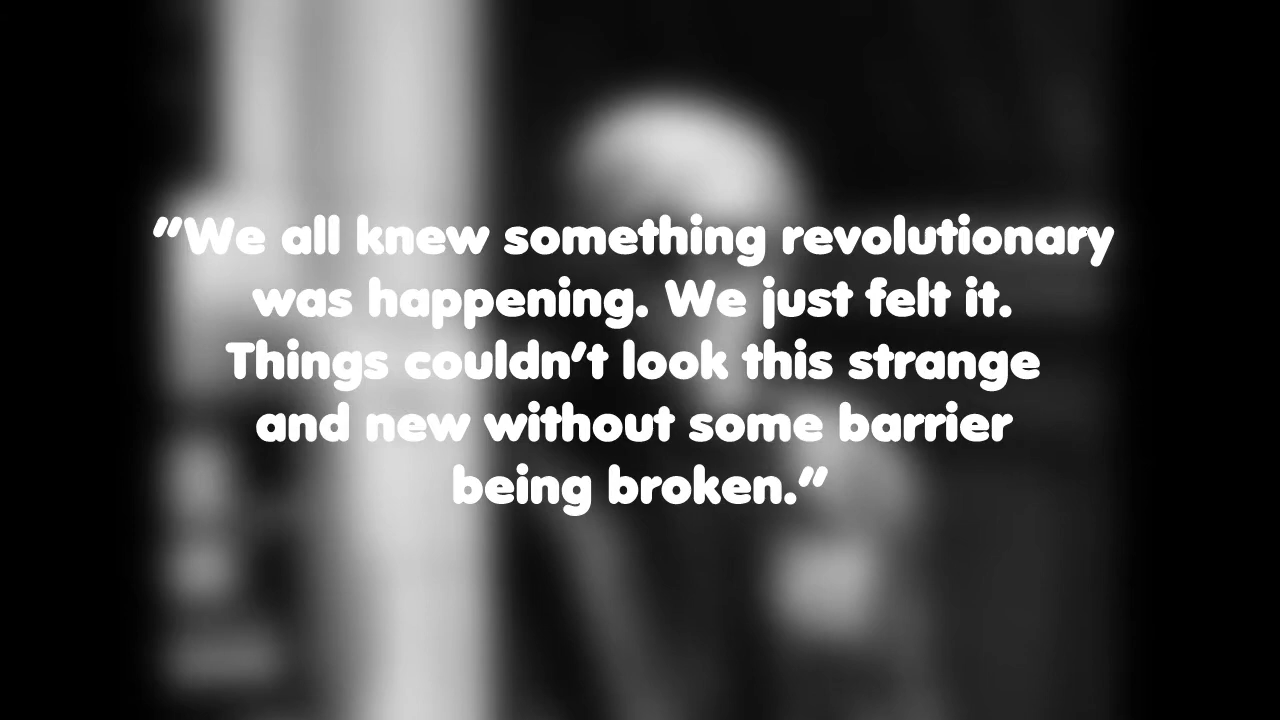 "We all knew something revolutionary
was happening. We just felt it.
Things couldn't look this strange
and new without some barrier
being broken."